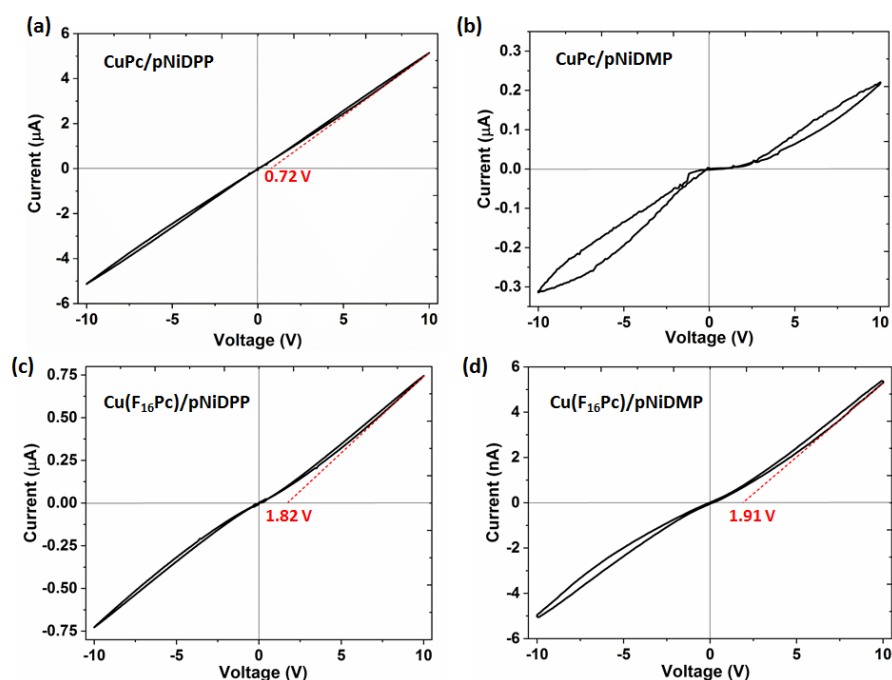 (a)
CuPc/pNiDPP
Current (μA)
6
4
2
0
-2
-4
-6
0.72 V
-10
-5
0
5
10
Voltage (V)
(b)
CuPc/pNiDMP
Current (μA)
0.3
0.2
0.1
0.0
-0.1
-0.2
-0.3
-10
-5
0
5
10
Voltage (V)
(c)
Cu(F₁₆Pc)/pNiDPP
Current (μA)
0.75
0.50
0.25
0.00
-0.25
-0.50
-0.75
1.82 V
-10
-5
0
5
10
Voltage (V)
(d)
Cu(F₁₆Pc)/pNiDMP
Current (nA)
6
4
2
0
-2
-4
-6
1.91 V
-10
-5
0
5
10
Voltage (V)